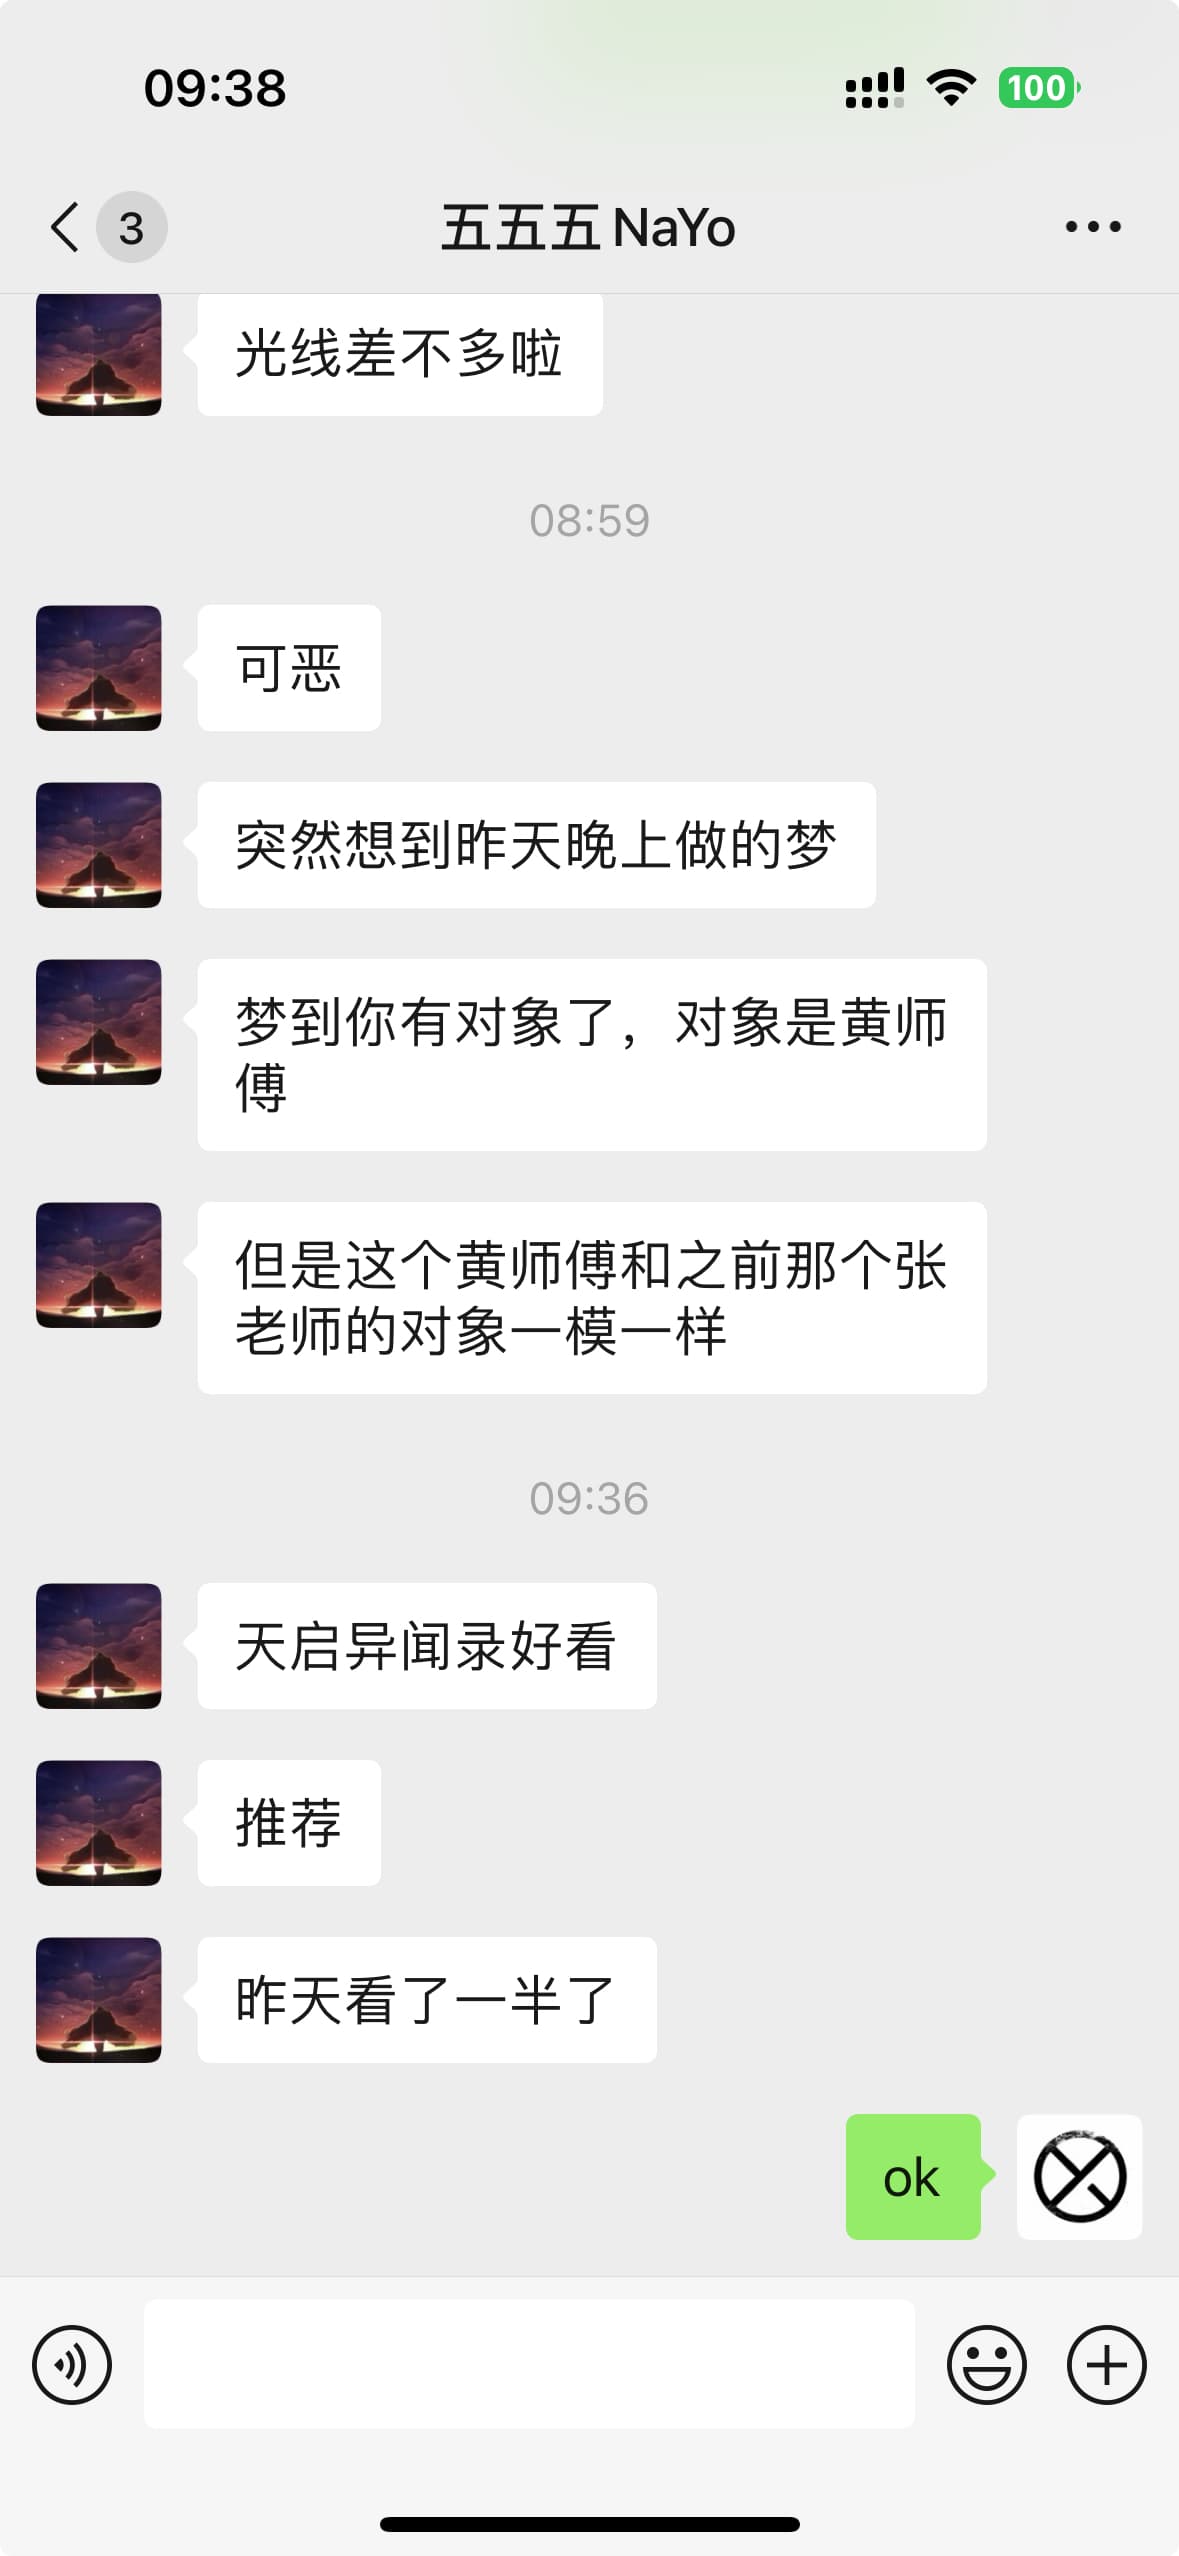 09:38
100
3
五五五 NaYo
光线差不多啦
08:59
可恶
突然想到昨天晚上做的梦
梦到你有对象了，对象是黄师
傅
但是这个黄师傅和之前那个张
老师的对象一模一样
09:36
天启异闻录好看
推荐
昨天看了一半了
ok